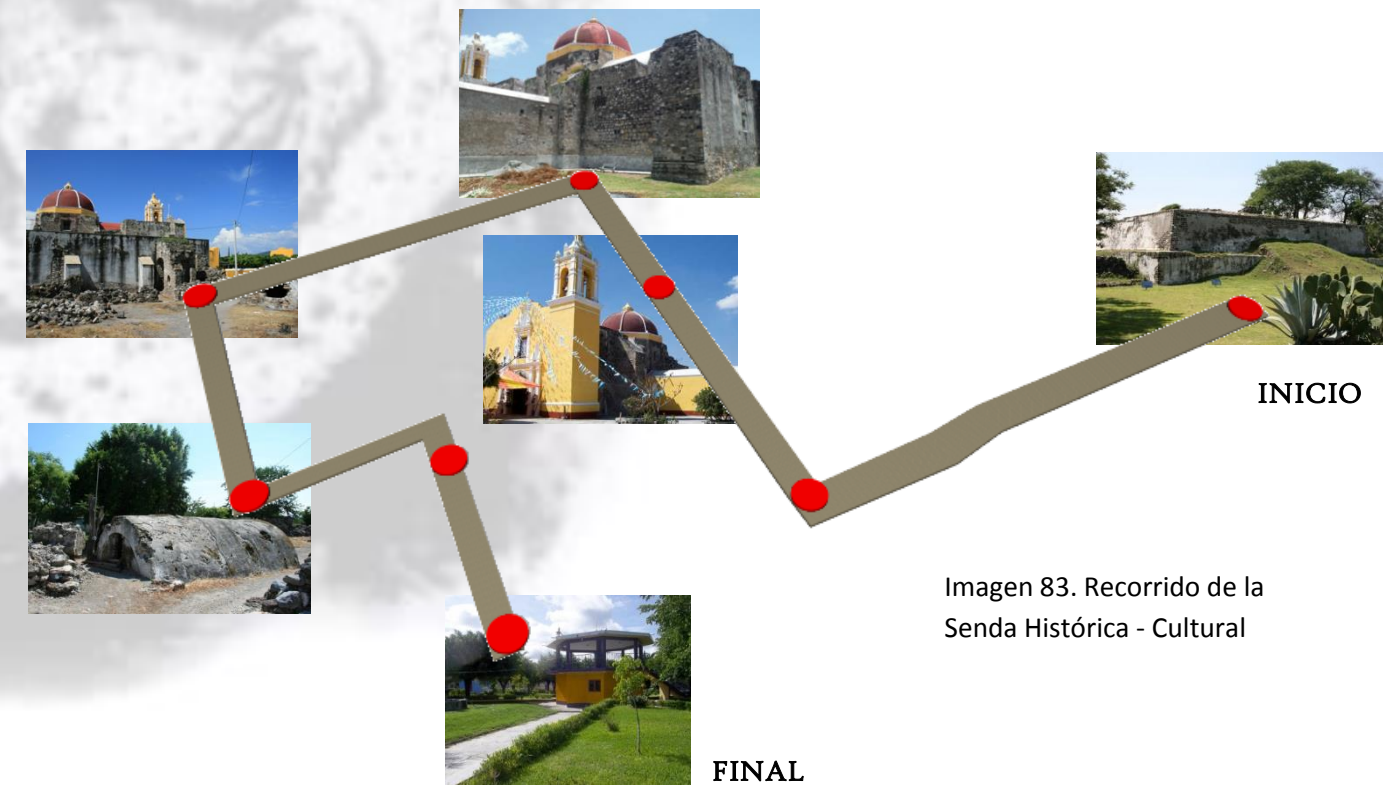 INICIO
Imagen 83. Recorrido de la
Senda Histórica - Cultural
FINAL